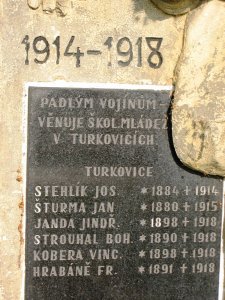 1914-1918
PADLÝM VOJÍNŮM -
VĚNUJE ŠKOL.MLÁDEŽ
V TURKOVICÍCH.
TURKOVICE
STEHLÍK JOS. * 1884 + 1914
ŠTURMA JAN * 1880 + 1915
JANDA JINDŘ. * 1898 + 1918
STROUHAL BOH. * 1890 + 1918
KOBERA VINC. * 1898 + 1918
HRABÁNĚ FR. * 1891 + 1918